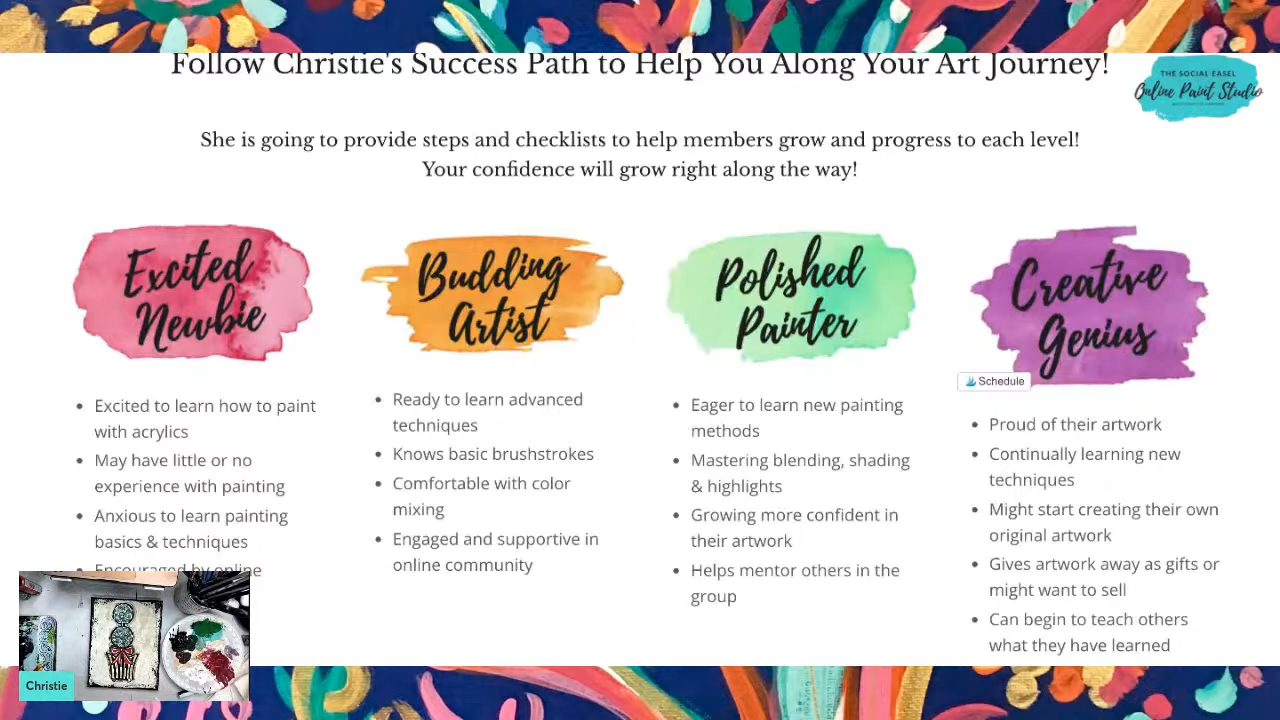 Follow Christie's Success Path to Help You Along Your Art Journey!
THE SOCIAL EASEL
Online Paint Studio
She is going to provide steps and checklists to help members grow and progress to each level!
Your confidence will grow right along the way!
Excited
Newbie
• Excited to learn how to paint
with acrylics
• May have little or no
experience with painting
• Anxious to learn painting
basics & techniques
• Encouraged by online
Budding
Artist
• Ready to learn advanced
techniques
• Knows basic brushstrokes
• Comfortable with color
mixing
• Engaged and supportive in
online community
Polished
Painter
• Eager to learn new painting
methods
• Mastering blending, shading
& highlights
• Growing more confident in
their artwork
• Helps mentor others in the
group
Creative
Genius
Schedule
• Proud of their artwork
• Continually learning new
techniques
• Might start creating their own
original artwork
• Gives artwork away as gifts or
might want to sell
• Can begin to teach others
what they have learned
Christie